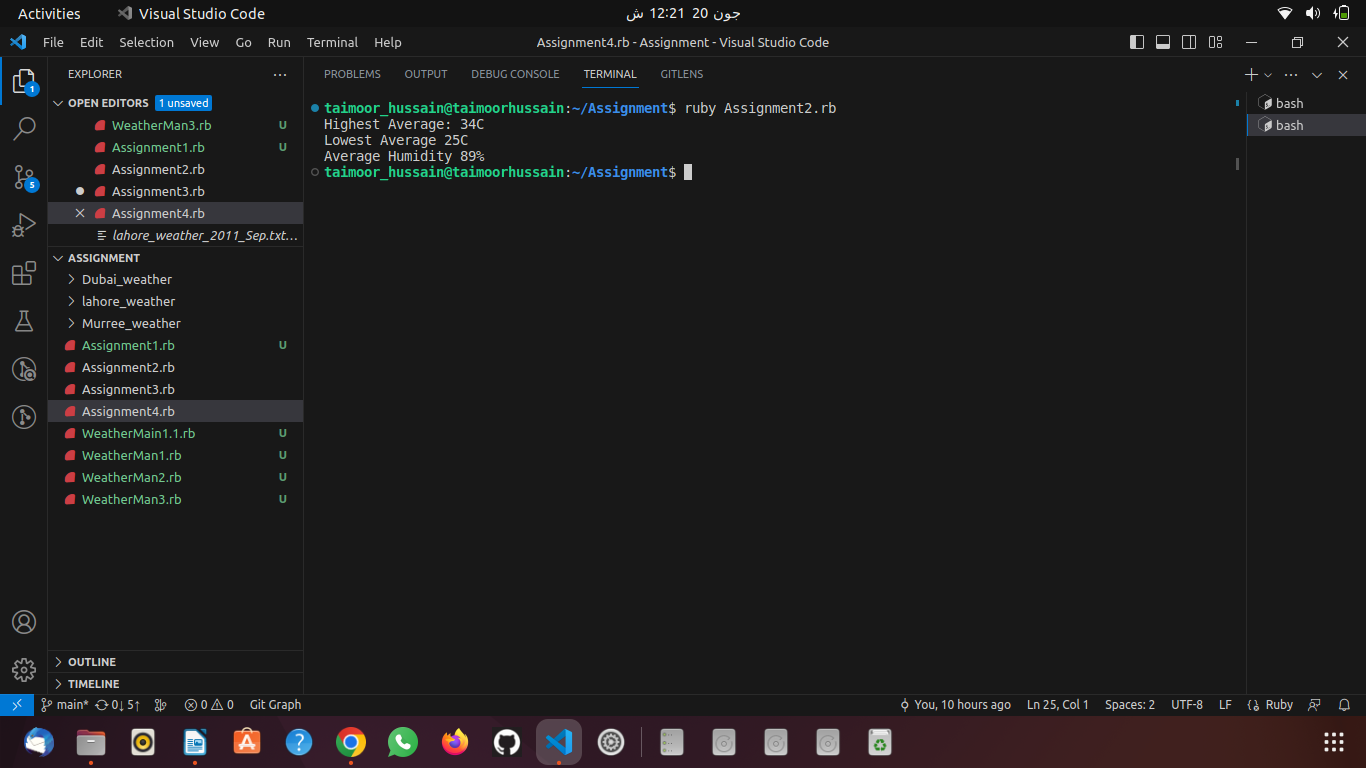 Activities
Visual Studio Code
جون 20  12:21 ش
File Edit Selection View Go Run Terminal Help
Assignment4.rb - Assignment - Visual Studio Code
EXPLORER
1
OPEN EDITORS 1 unsaved
WeatherMan3.rb U
Assignment1.rb U
Assignment2.rb
Assignment3.rb
Assignment4.rb
lahore_weather_2011_Sep.txt...
5
ASSIGNMENT
Dubai_weather
lahore_weather
Murree_weather
Assignment1.rb U
Assignment2.rb
Assignment3.rb
Assignment4.rb
WeatherMain1.1.rb U
WeatherMan1.rb U
WeatherMan2.rb U
WeatherMan3.rb U
OUTLINE
TIMELINE
PROBLEMS OUTPUT DEBUG CONSOLE TERMINAL GITLENS
taimoor_hussain@taimoorhussain:~/Assignment$ ruby Assignment2.rb
Highest Average: 34C
Lowest Average 25C
Average Humidity 89%
taimoor_hussain@taimoorhussain:~/Assignment$
bash
bash
main* 0↓ 5↑ 0 0 Git Graph
You, 10 hours ago Ln 25, Col 1 Spaces: 2 UTF-8 LF Ruby